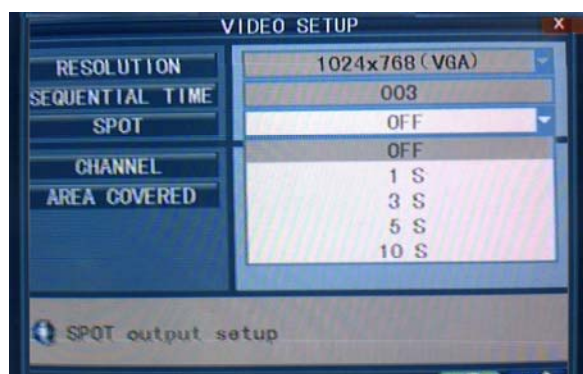 VIDEO SETUP
X
RESOLUTION 1024x768(VGA)
SEQUENTIAL TIME 003
SPOT OFF
OFF
CHANNEL
1 S
AREA COVERED
3 S
5 S
10 S
SPOT output setup